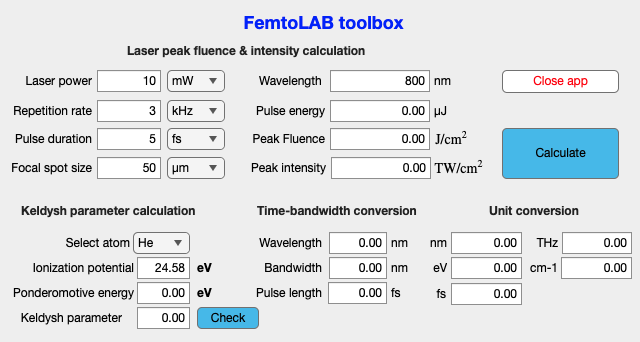 FemtoLAB toolbox
Laser peak fluence & intensity calculation
Laser power 10 mW Wavelength 800 nm Close app
Repetition rate 3 kHz Pulse energy 0.00 µJ
Pulse duration 5 fs Peak Fluence 0.00 J/cm² Calculate
Focal spot size 50 µm Peak intensity 0.00 TW/cm²
Keldysh parameter calculation Time-bandwidth conversion Unit conversion
Select atom He Wavelength 0.00 nm nm 0.00 THz 0.00
Ionization potential 24.58 eV Bandwidth 0.00 nm eV 0.00 cm-1 0.00
Ponderomotive energy 0.00 eV Pulse length 0.00 fs fs 0.00
Keldysh parameter 0.00 Check